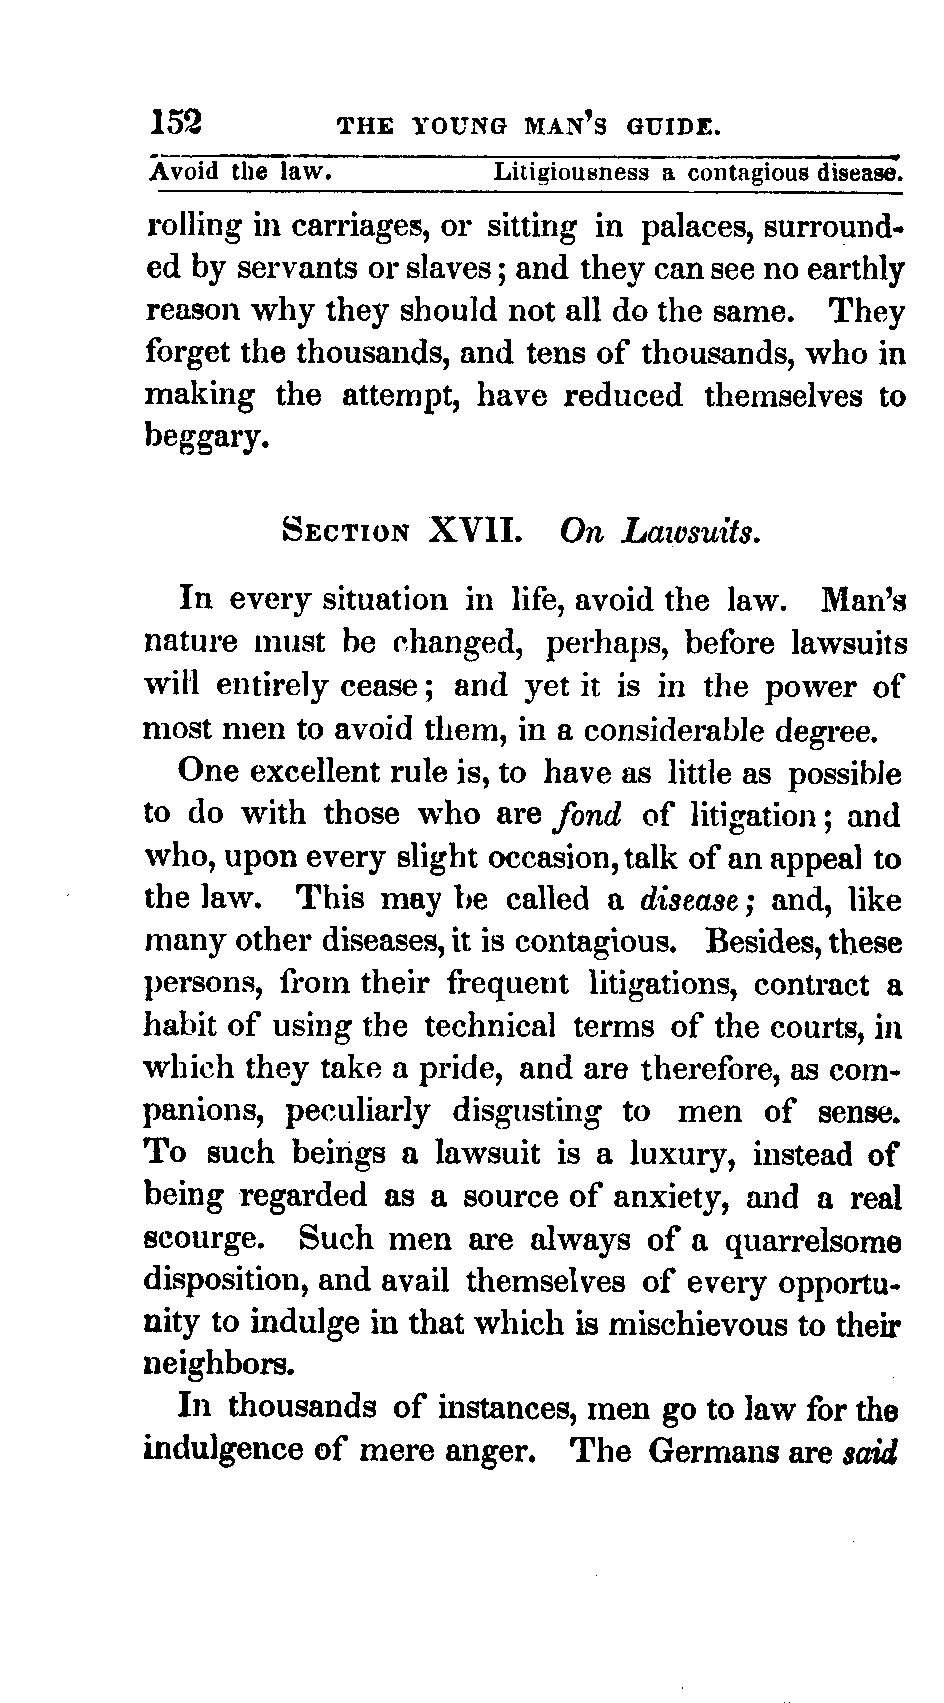 152 THE YOUNG MAN'S GUIDE.
Avoid the law. Litigiousness a contagious disease.
rolling in carriages, or sitting in palaces, surround-
ed by servants or slaves; and they can see no earthly
reason why they should not all do the same. They
forget the thousands, and tens of thousands, who in
making the attempt, have reduced themselves to
beggary.
SECTION XVII. On Lawsuits.
In every situation in life, avoid the law. Man's
nature must be changed, perhaps, before lawsuits
will entirely cease; and yet it is in the power of
most men to avoid them, in a considerable degree.
One excellent rule is, to have as little as possible
to do with those who are fond of litigation; and
who, upon every slight occasion, talk of an appeal to
the law. This may be called a disease; and, like
many other diseases, it is contagious. Besides, these
persons, from their frequent litigations, contract a
habit of using the technical terms of the courts, in
which they take a pride, and are therefore, as com-
panions, peculiarly disgusting to men of sense.
To such beings a lawsuit is a luxury, instead of
being regarded as a source of anxiety, and a real
scourge. Such men are always of a quarrelsome
disposition, and avail themselves of every opportu-
nity to indulge in that which is mischievous to their
neighbors.
In thousands of instances, men go to law for the
indulgence of mere anger. The Germans are said